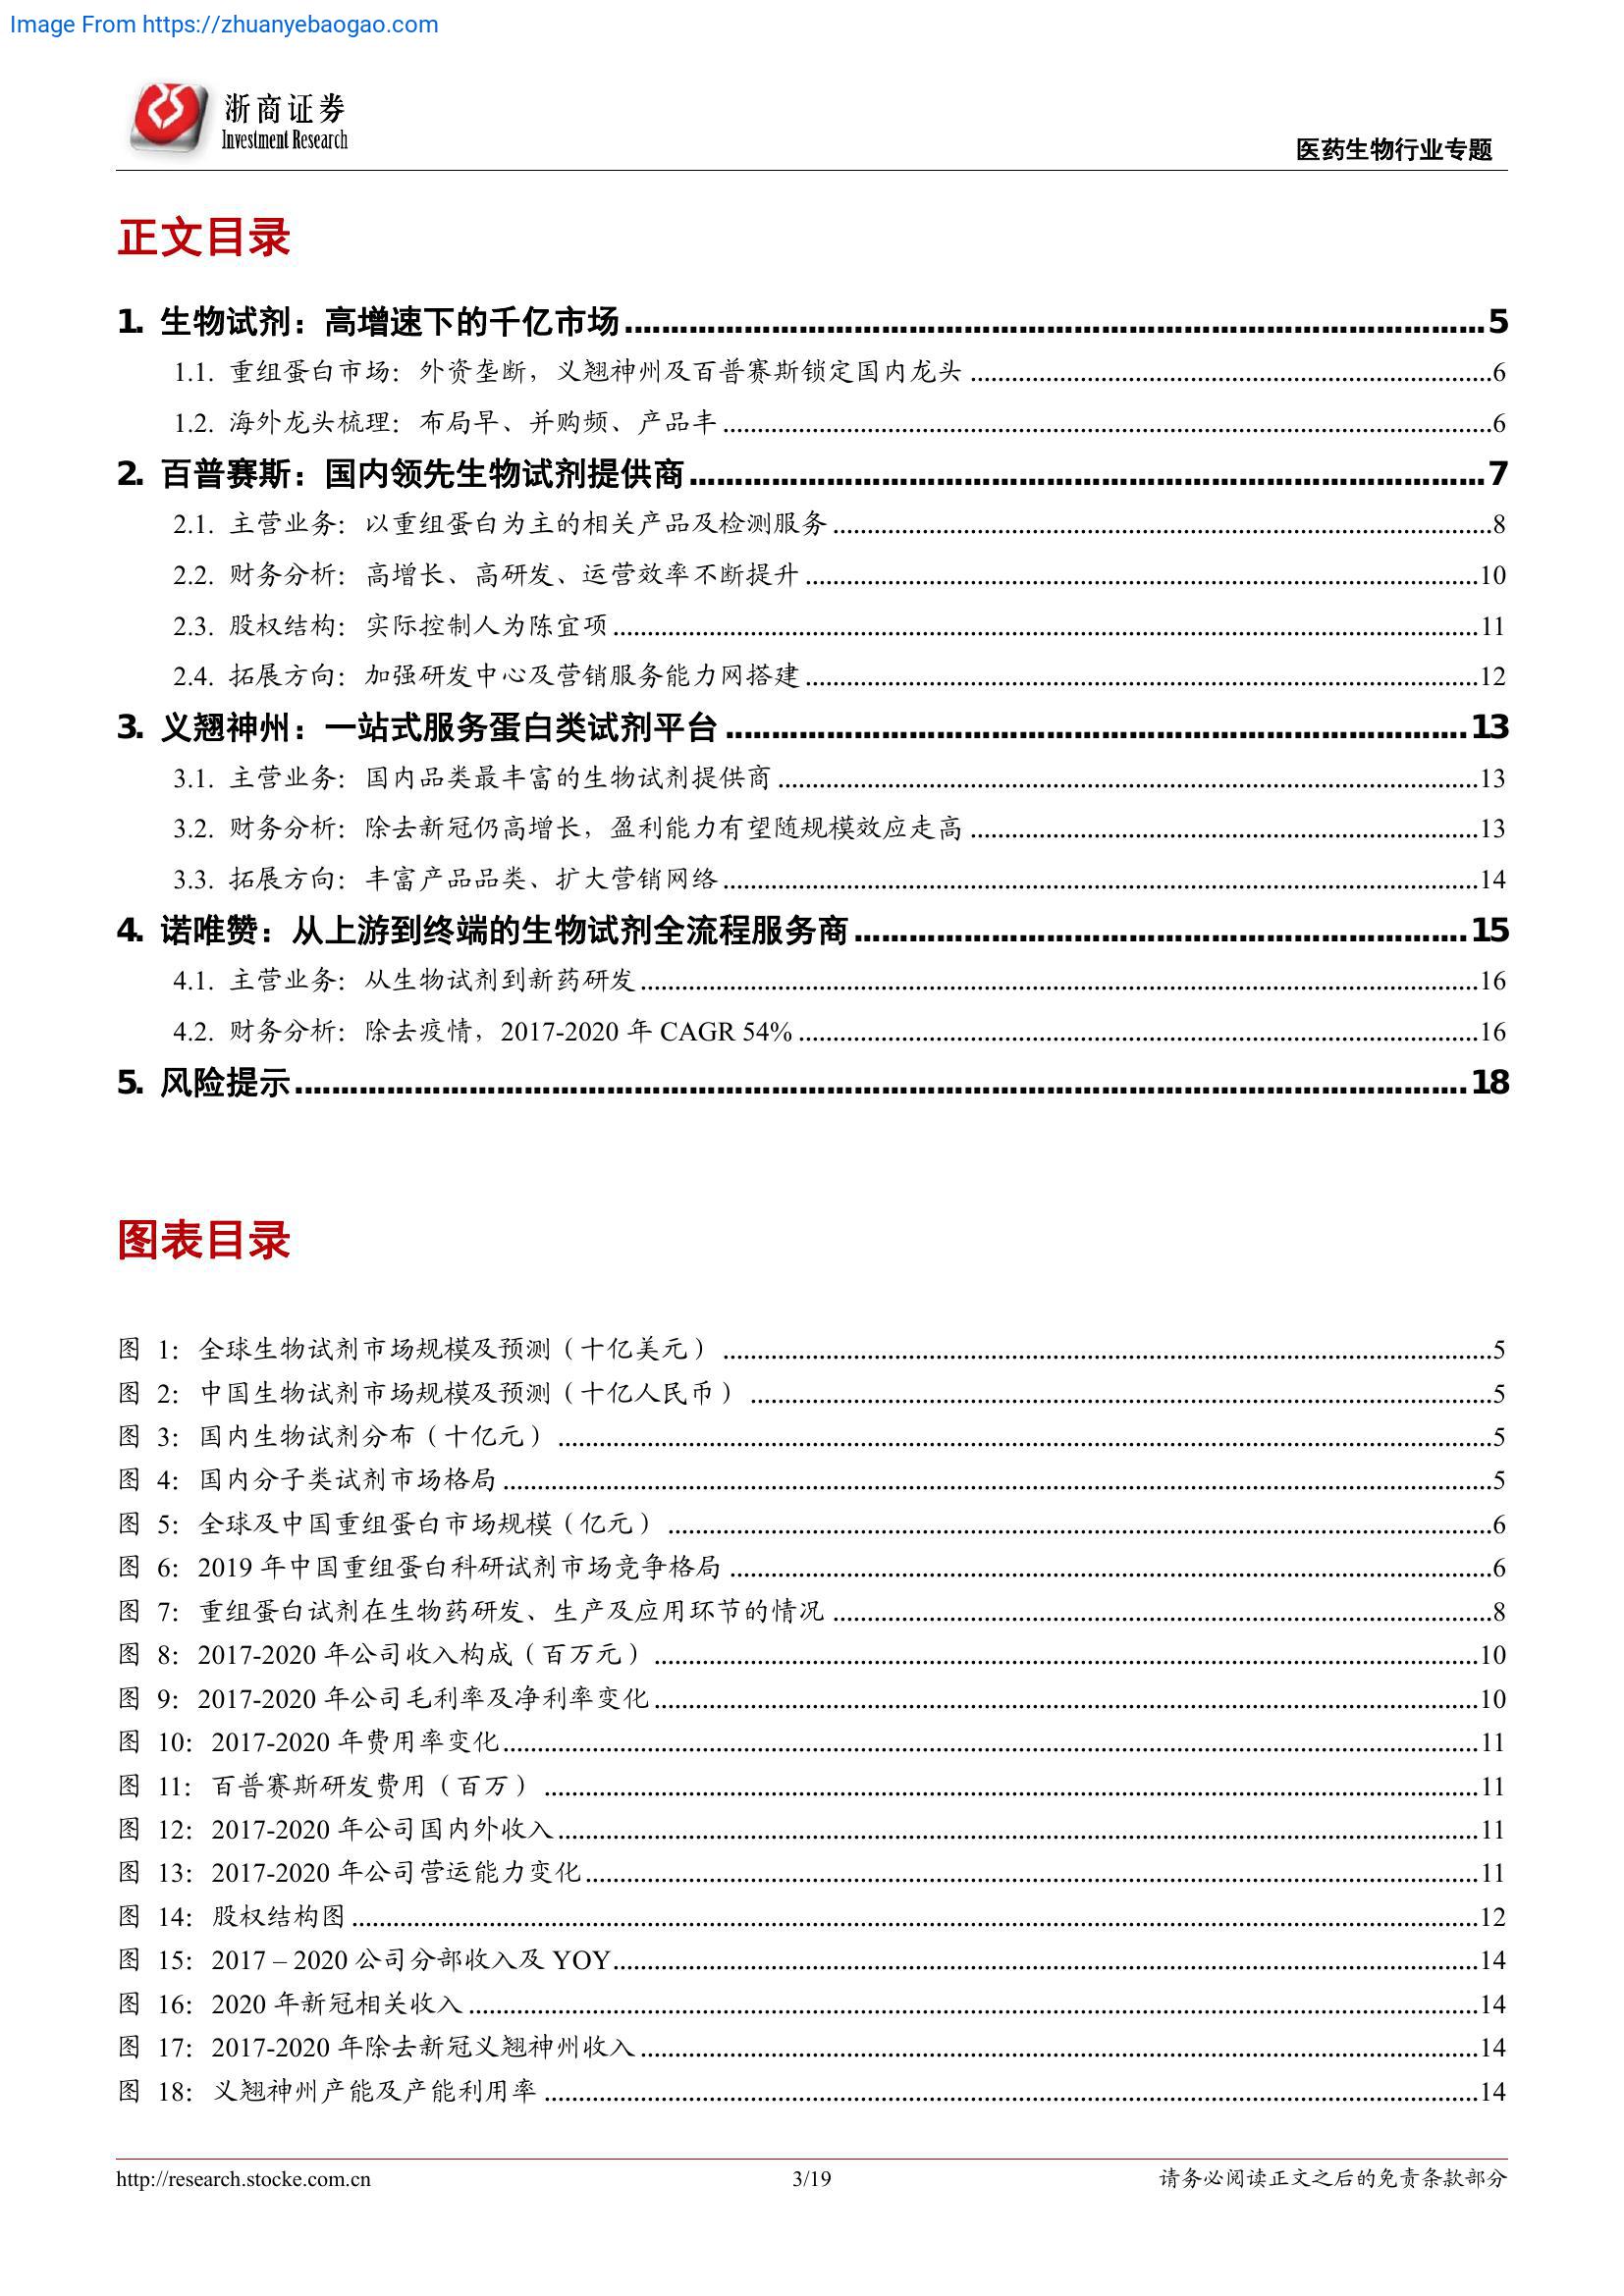 Image From https://zhuanyebaogao.com
浙商证券
Investment Research
医药生物行业专题
正文目录
1. 生物试剂：高增速下的千亿市场 5
1.1. 重组蛋白市场：外资垄断，义翘神州及百普赛斯锁定国内龙头 6
1.2. 海外龙头梳理：布局早、并购频、产品丰 6
2. 百普赛斯：国内领先生物试剂提供商 7
2.1. 主营业务：以重组蛋白为主的相关产品及检测服务 8
2.2. 财务分析：高增长、高研发、运营效率不断提升 10
2.3. 股权结构：实际控制人为陈宜项 11
2.4. 拓展方向：加强研发中心及营销服务能力网搭建 12
3. 义翘神州：一站式服务蛋白类试剂平台 13
3.1. 主营业务：国内品类最丰富的生物试剂提供商 13
3.2. 财务分析：除去新冠仍高增长，盈利能力有望随规模效应走高 13
3.3. 拓展方向：丰富产品品类、扩大营销网络 14
4. 诺唯赞：从上游到终端的生物试剂全流程服务商 15
4.1. 主营业务：从生物试剂到新药研发 16
4.2. 财务分析：除去疫情，2017-2020 年 CAGR 54% 16
5. 风险提示 18
图表目录
图 1：全球生物试剂市场规模及预测（十亿美元） 5
图 2：中国生物试剂市场规模及预测（十亿人民币） 5
图 3：国内生物试剂分布（十亿元） 5
图 4：国内分子类试剂市场格局 5
图 5：全球及中国重组蛋白市场规模（亿元） 6
图 6：2019 年中国重组蛋白科研试剂市场竞争格局 6
图 7：重组蛋白试剂在生物药研发、生产及应用环节的情况 8
图 8：2017-2020 年公司收入构成（百万元） 10
图 9：2017-2020 年公司毛利率及净利率变化 10
图 10：2017-2020 年费用率变化 11
图 11：百普赛斯研发费用（百万） 11
图 12：2017-2020 年公司国内外收入 11
图 13：2017-2020 年公司营运能力变化 11
图 14：股权结构图 12
图 15：2017 – 2020 公司分部收入及 YOY 14
图 16：2020 年新冠相关收入 14
图 17：2017-2020 年除去新冠义翘神州收入 14
图 18：义翘神州产能及产能利用率 14
http://research.stocke.com.cn
3/19
请务必阅读正文之后的免责条款部分